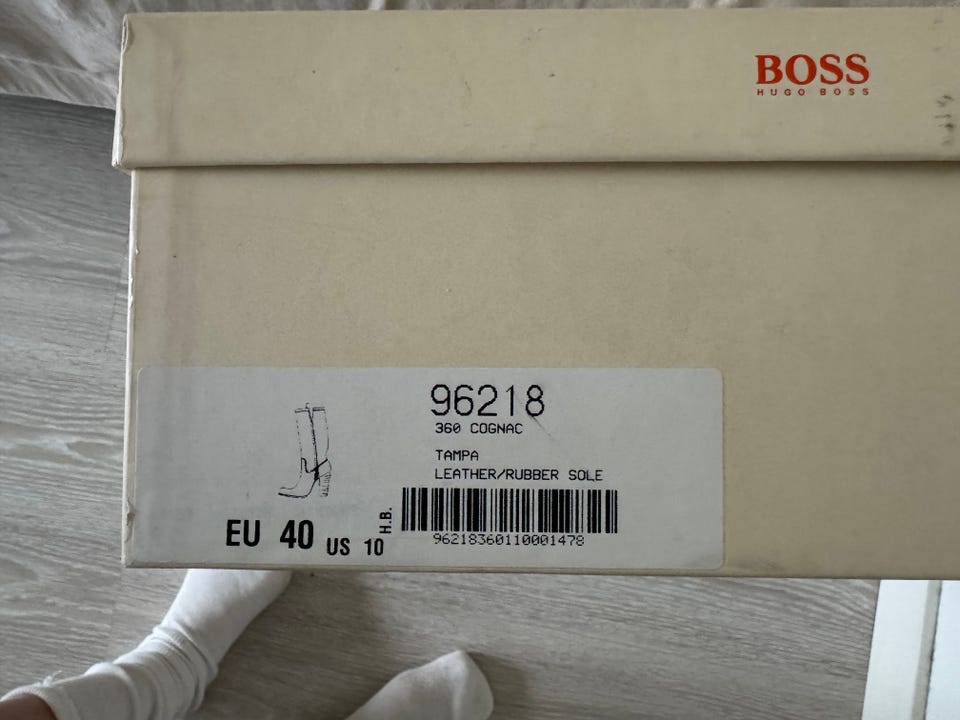 BOSS
HUGO BOSS
96218
360 COGNAC
TAMPA
LEATHER/RUBBER SOLE
H.B.
EU 40 US 10
96218360110001478